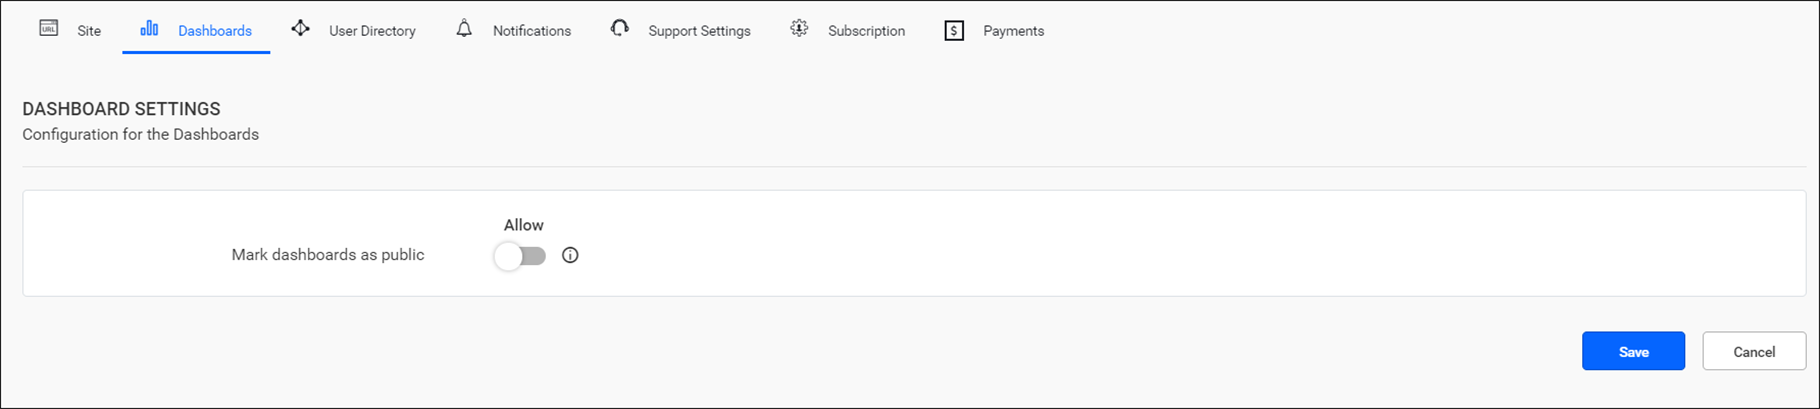 URL Site Dashboards User Directory Notifications Support Settings Subscription $ Payments
DASHBOARD SETTINGS
Configuration for the Dashboards
Allow
Mark dashboards as public
Save Cancel